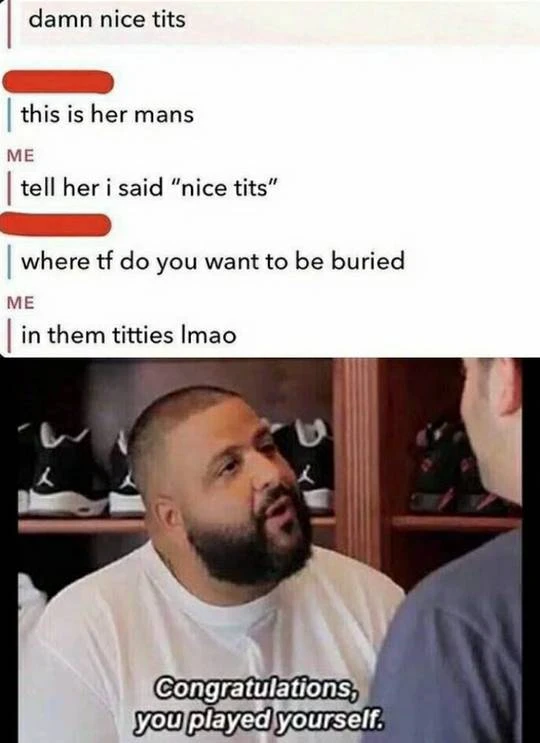 damn nice tits
this is her mans
ME
tell her i said “nice tits”
where tf do you want to be buried
ME
in them titties lmao
Congratulations,
you played yourself.